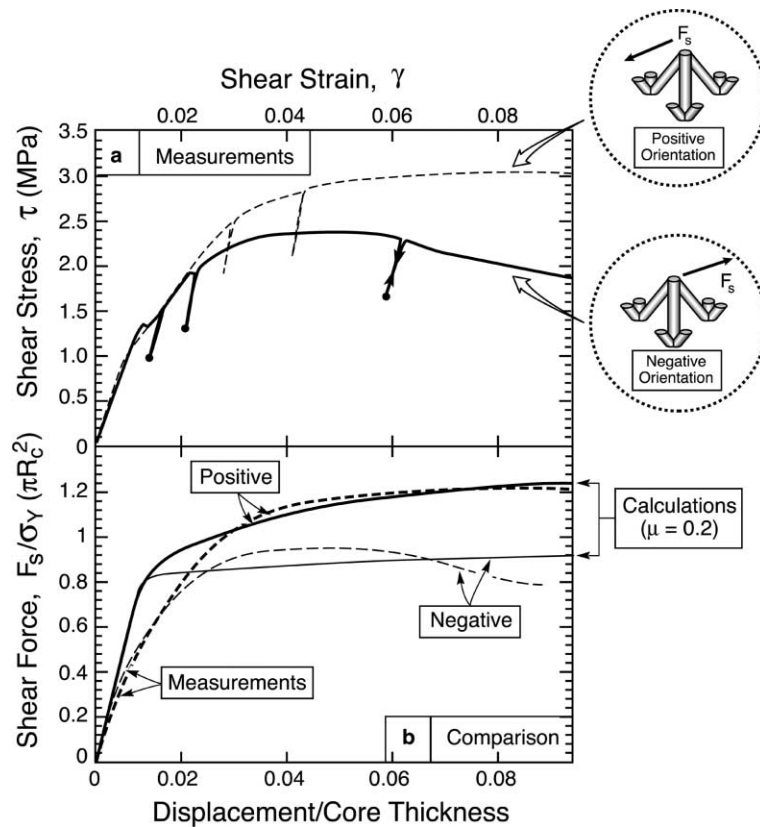 Shear Strain, γ
0.02 0.04 0.06 0.08
3.5
3.0
2.5
2.0
1.5
1.0
0.5
0
Shear Stress, τ (MPa)
a Measurements
F_s
Positive
Orientation
F_s
Negative
Orientation
1.2
1.0
0.8
0.6
0.4
0.2
0
Shear Force, F_s/σ_Y (πR_c^2)
Positive
Calculations
(μ = 0.2)
Negative
Measurements
b Comparison
0 0.02 0.04 0.06 0.08
Displacement/Core Thickness